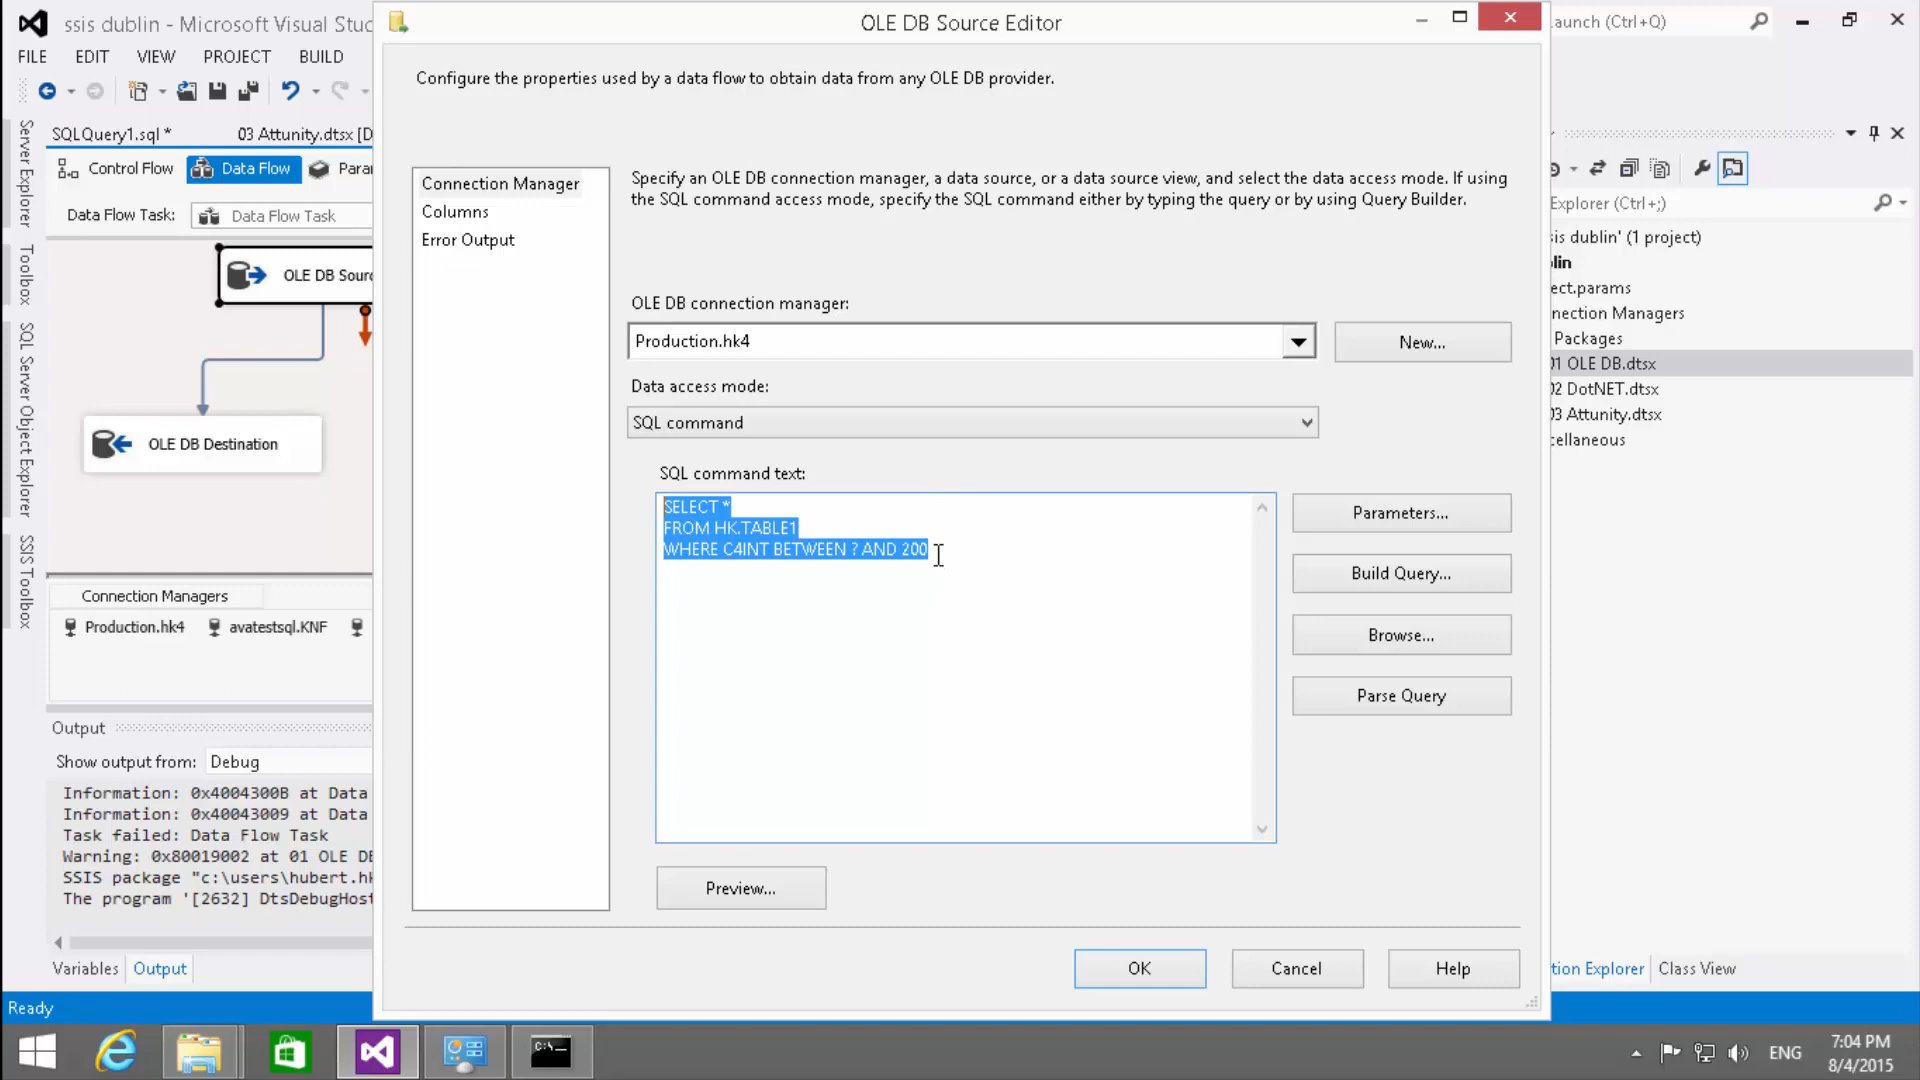 ssis dublin - Microsoft Visual Stuc
OLE DB Source Editor
aunch (Ctrl+Q)
FILE EDIT VIEW PROJECT BUILD
Configure the properties used by a data flow to obtain data from any OLE DB provider.
SQLQuery1.sql * 03 Attunity.dtsx [D
Control Flow Data Flow Para
Data Flow Task: Data Flow Task
Server Explorer
Toolbox
SQL Server Object Explorer
SSIS Toolbox
OLE DB Sourc
OLE DB Destination
Connection Managers
Production.hk4 avatestsql.KNF
Output
Show output from: Debug
Information: 0x4004300B at Data
Information: 0x40043009 at Data
Task failed: Data Flow Task
Warning: 0x80019002 at 01 OLE DB
SSIS package "c:\users\hubert.hk
The program '[2632] DtsDebugHost
Variables Output
Ready
Connection Manager
Columns
Error Output
Specify an OLE DB connection manager, a data source, or a data source view, and select the data access mode. If using
the SQL command access mode, specify the SQL command either by typing the query or by using Query Builder.
OLE DB connection manager:
Production.hk4
New...
Data access mode:
SQL command
SQL command text:
SELECT *
FROM HK.TABLE1
WHERE C4INT BETWEEN ? AND 200
Parameters...
Build Query...
Browse...
Parse Query
Preview...
OK Cancel Help
Explorer (Ctrl+;)
sis dublin' (1 project)
lin
ect.params
nection Managers
Packages
01 OLE DB.dtsx
02 DotNET.dtsx
03 Attunity.dtsx
cellaneous
tion Explorer Class View
C:\
ENG
7:04 PM
8/4/2015